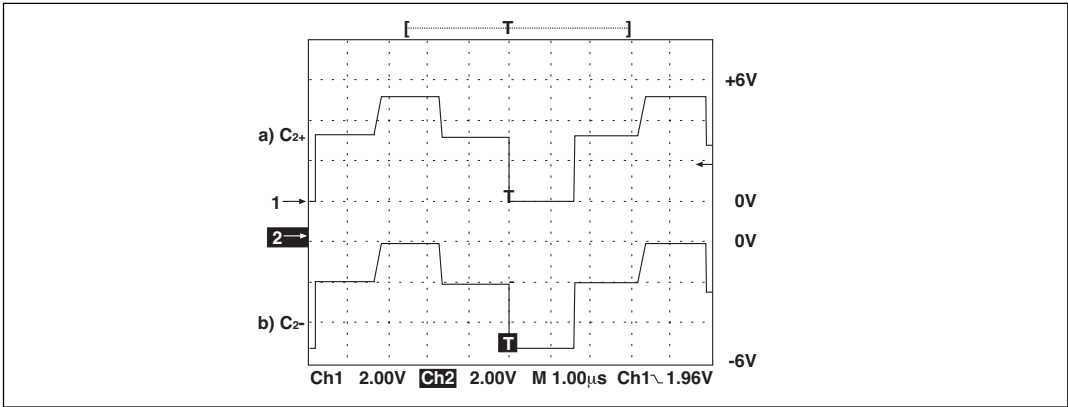 [ T ]
+6V
a) C2+
T
1
0V
2
0V
b) C2-
T
-6V
Ch1 2.00V Ch2 2.00V M 1.00µs Ch1 1.96V